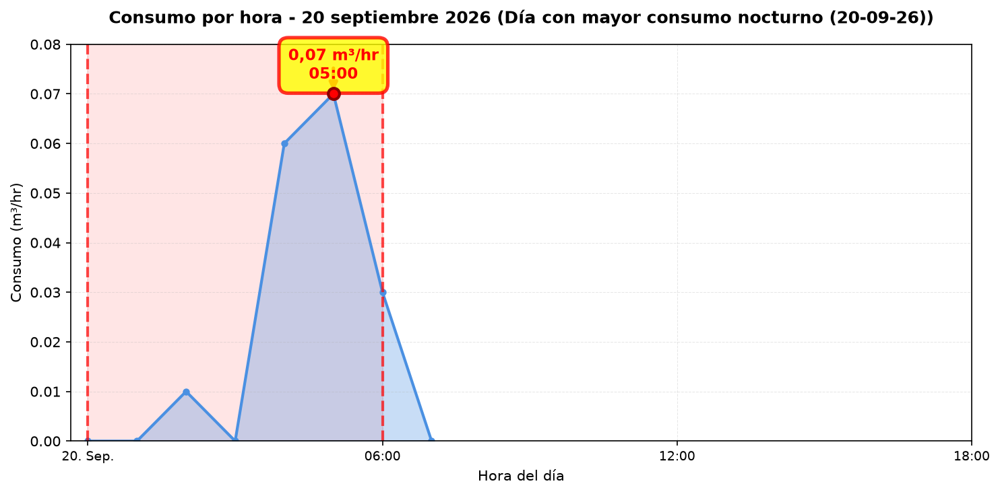 Consumo por hora - 20 septiembre 2026 (Día con mayor consumo nocturno (20-09-26))
0,07 m³/hr
05:00
0.08
0.07
0.06
0.05
0.04
0.03
0.02
0.01
0.00
Consumo (m³/hr)
20. Sep.
06:00
12:00
18:00
Hora del día